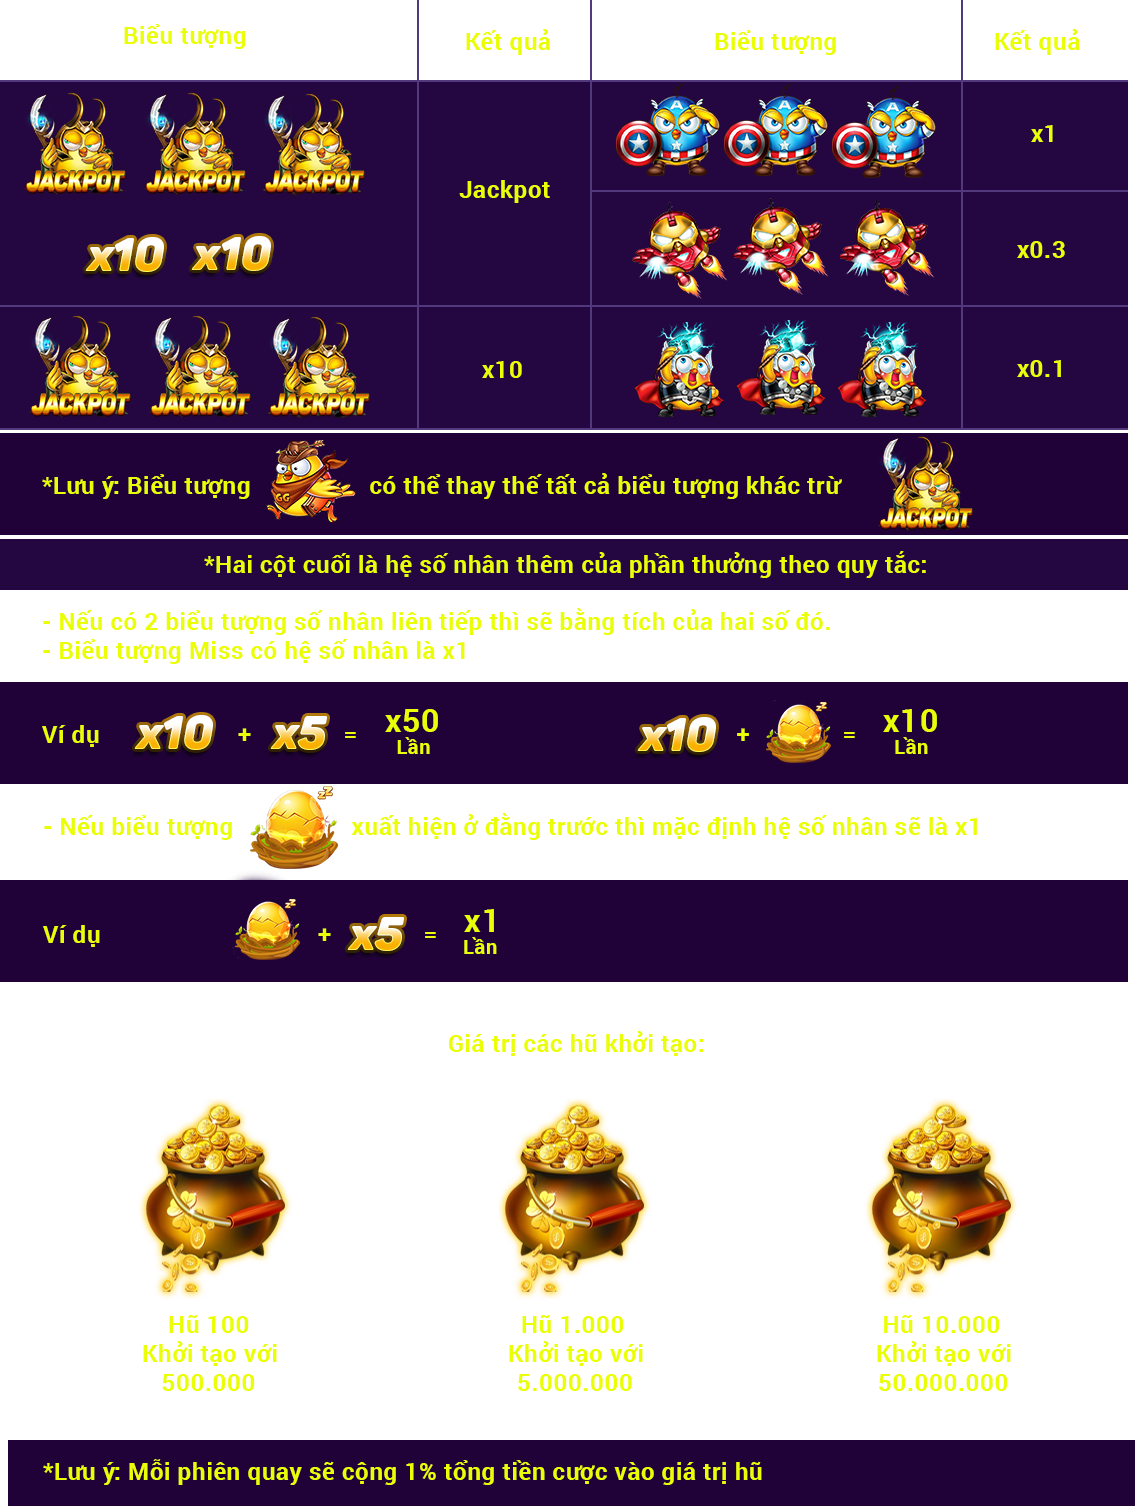 Biểu tượng
Kết quả
Biểu tượng
Kết quả
JACKPOT JACKPOT JACKPOT
x10 x10
Jackpot
A A A
x1
x0.3
JACKPOT JACKPOT JACKPOT
x10
x0.1
*Lưu ý: Biểu tượng GG có thể thay thế tất cả biểu tượng khác trừ JACKPOT
*Hai cột cuối là hệ số nhân thêm của phần thưởng theo quy tắc:
- Nếu có 2 biểu tượng số nhân liên tiếp thì sẽ bằng tích của hai số đó.
- Biểu tượng Miss có hệ số nhân là x1
Ví dụ x10 + x5 = x50
Lần
x10 + zz = x10
Lần
- Nếu biểu tượng zz xuất hiện ở đằng trước thì mặc định hệ số nhân sẽ là x1
Ví dụ zz + x5 = x1
Lần
Giá trị các hũ khởi tạo:
Hũ 100
Khởi tạo với
500.000
Hũ 1.000
Khởi tạo với
5.000.000
Hũ 10.000
Khởi tạo với
50.000.000
*Lưu ý: Mỗi phiên quay sẽ cộng 1% tổng tiền cược vào giá trị hũ